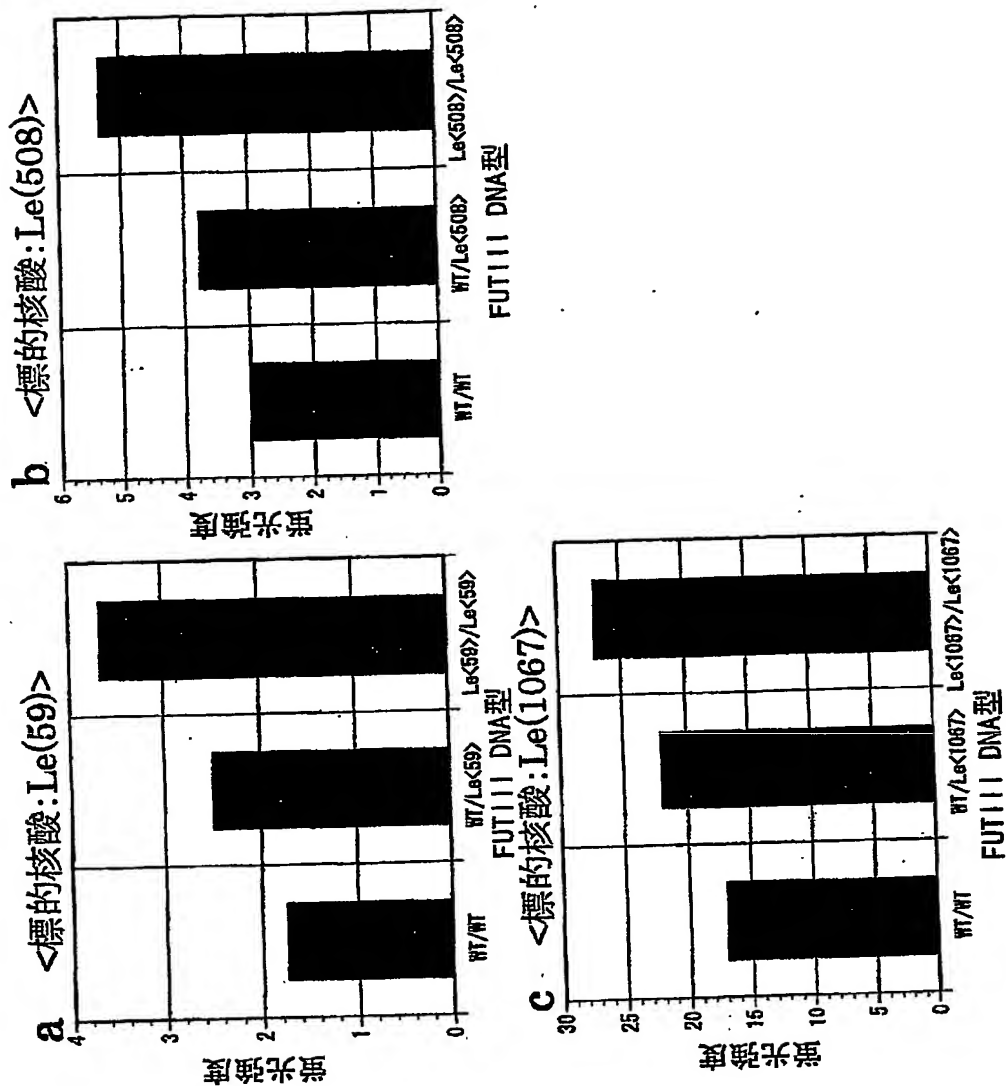 a <標的核酸:Le(59)>
蛍光強度
4
3
2
1
0
WT/WT
WT/Le<59>
Le<59>/Le<59>
FUTIII DNA型
b <標的核酸:Le(508)>
蛍光強度
6
5
4
3
2
1
0
WT/WT
WT/Le<508>
Le<508>/Le<508>
FUTIII DNA型
c <標的核酸:Le(1067)>
蛍光強度
30
25
20
15
10
5
0
WT/WT
WT/Le<1067>
Le<1067>/Le<1067>
FUTIII DNA型